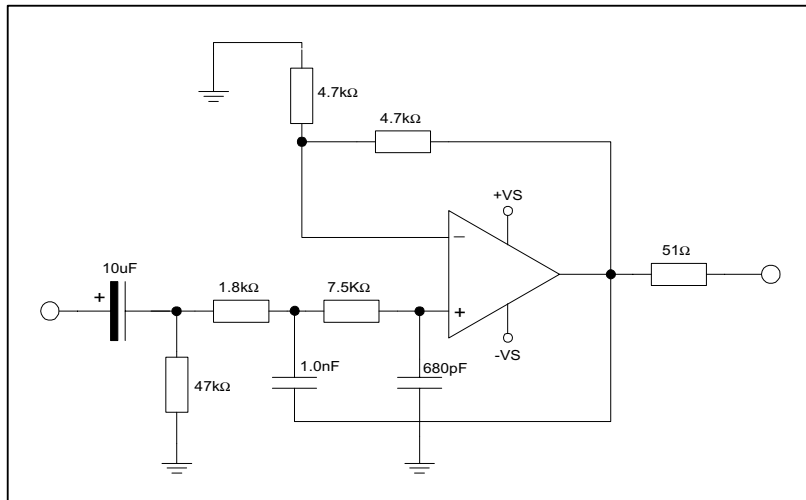 4.7kΩ
4.7kΩ
+VS
−
51Ω
10uF
+
1.8kΩ
7.5KΩ
+
-VS
1.0nF
680pF
47kΩ